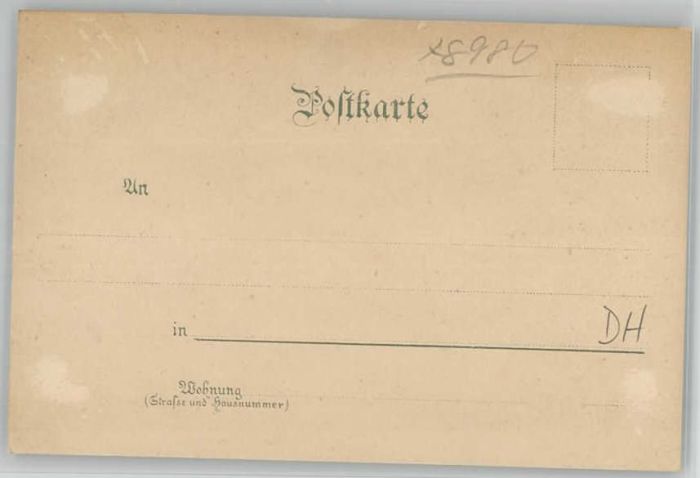 x8980
Postkarte
An
in DH
Wohnung
(Strasse und Hausnummer)